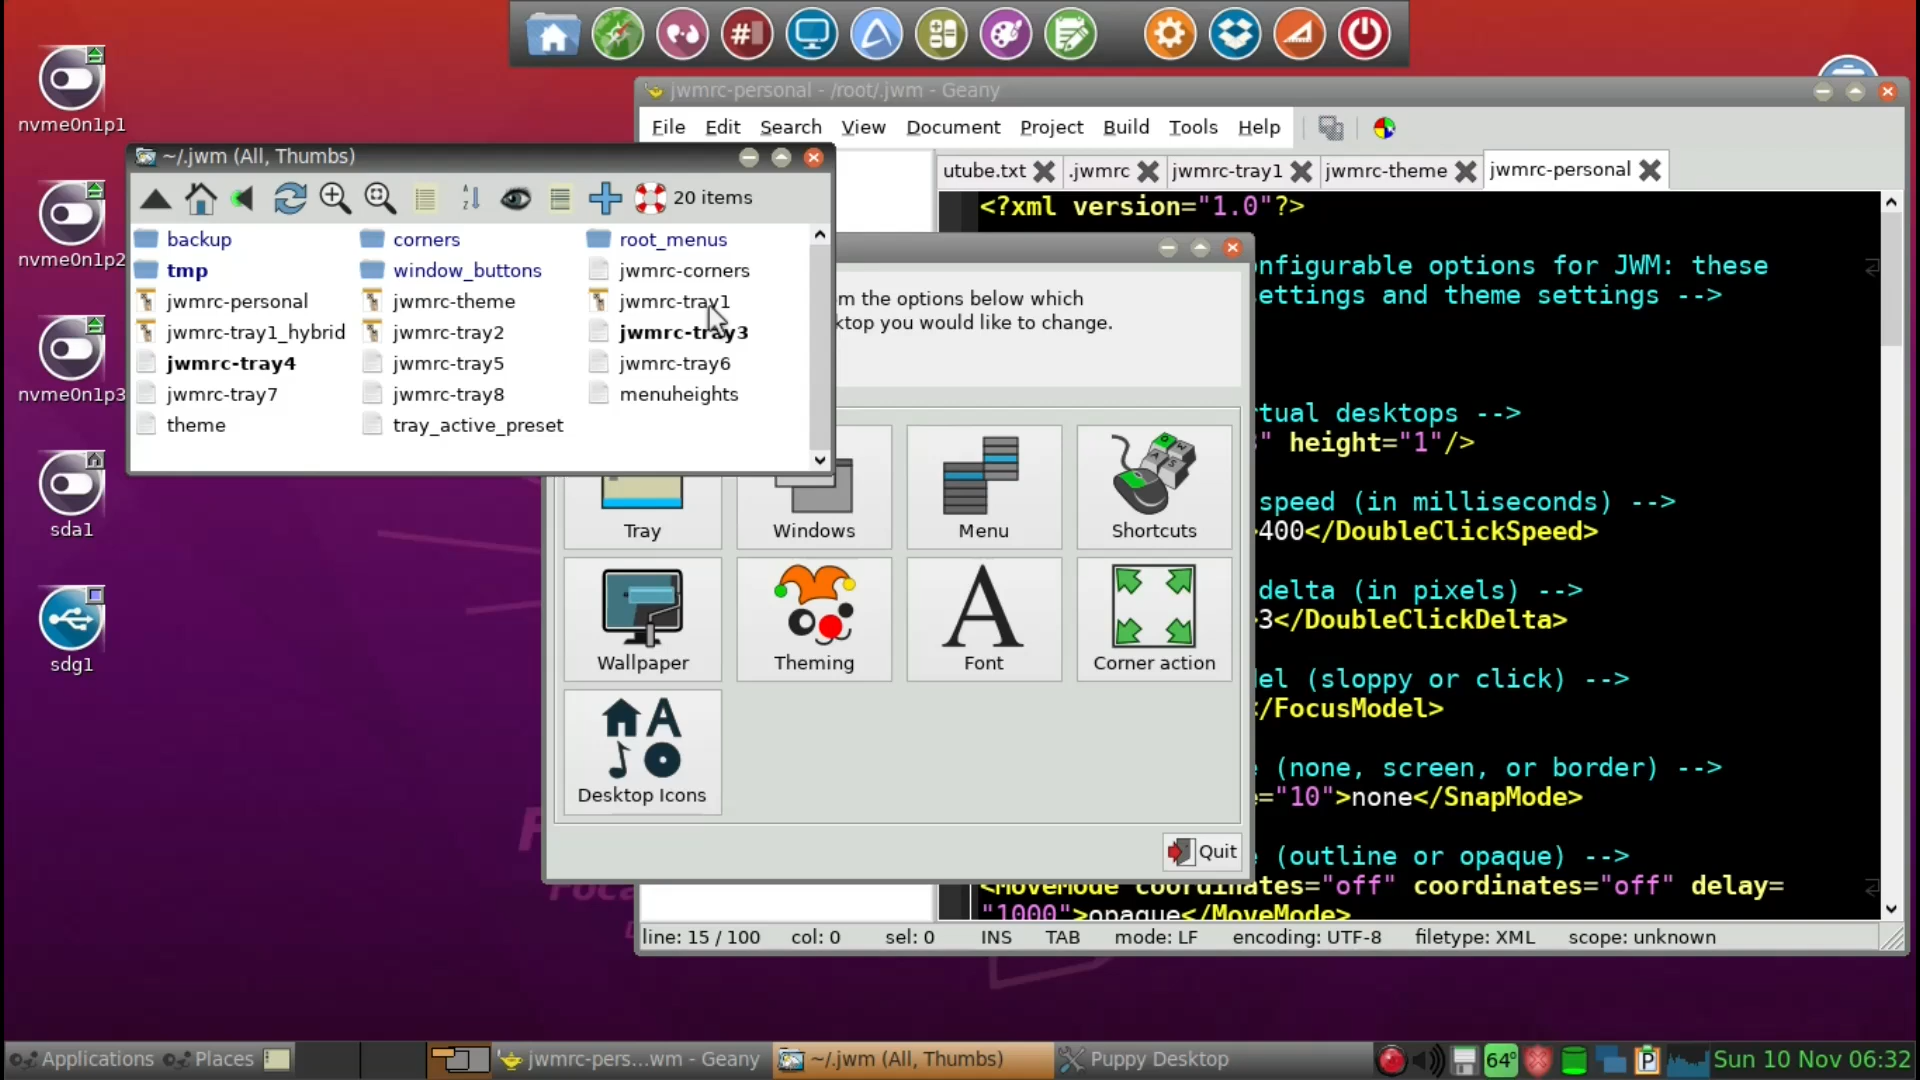 nvme0n1p1
nvme0n1p2
nvme0n1p3
sda1
sdg1
jwmrc-personal - /root/.jwm - Geany
File Edit Search View Document Project Build Tools Help
utube.txt .jwmrc jwmrc-tray1 jwmrc-theme jwmrc-personal
~/.jwm (All, Thumbs)
20 items
backup corners root_menus
tmp window_buttons jwmrc-corners
jwmrc-personal jwmrc-theme jwmrc-tray1
jwmrc-tray1_hybrid jwmrc-tray2 jwmrc-tray3
jwmrc-tray4 jwmrc-tray5 jwmrc-tray6
jwmrc-tray7 jwmrc-tray8 menuheights
theme tray_active_preset
m the options below which
ktop you would like to change.
Tray Windows Menu Shortcuts
Wallpaper Theming Font Corner action
Desktop Icons
Quit
<?xml version="1.0"?>
nfigurable options for JWM: these
ettings and theme settings -->
tual desktops -->
" height="1"/>
speed (in milliseconds) -->
>400</DoubleClickSpeed>
delta (in pixels) -->
>3</DoubleClickDelta>
el (sloppy or click) -->
</FocusModel>
e (none, screen, or border) -->
="10">none</SnapMode>
e (outline or opaque) -->
<MoveMode coordinates="off" coordinates="off" delay=
"1000">opaque</MoveMode>
line: 15 / 100 col: 0 sel: 0 INS TAB mode: LF encoding: UTF-8 filetype: XML scope: unknown
Applications Places jwmrc-pers...wm - Geany ~/.jwm (All, Thumbs) Puppy Desktop 64° P Sun 10 Nov 06:32